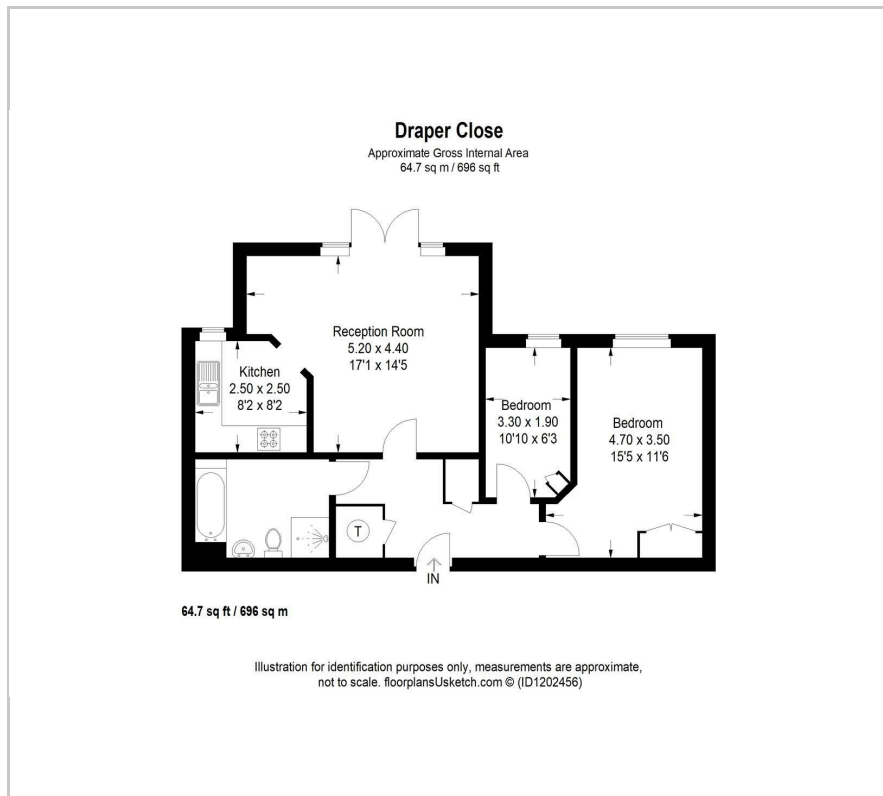 Draper Close
Approximate Gross Internal Area
64.7 sq m / 696 sq ft
Reception Room
5.20 x 4.40
17'1 x 14'5
Kitchen
2.50 x 2.50
8'2 x 8'2
Bedroom
3.30 x 1.90
10'10 x 6'3
Bedroom
4.70 x 3.50
15'5 x 11'6
T
IN
64.7 sq ft / 696 sq m
Illustration for identification purposes only, measurements are approximate,
not to scale. floorplansUsketch.com © (ID1202456)